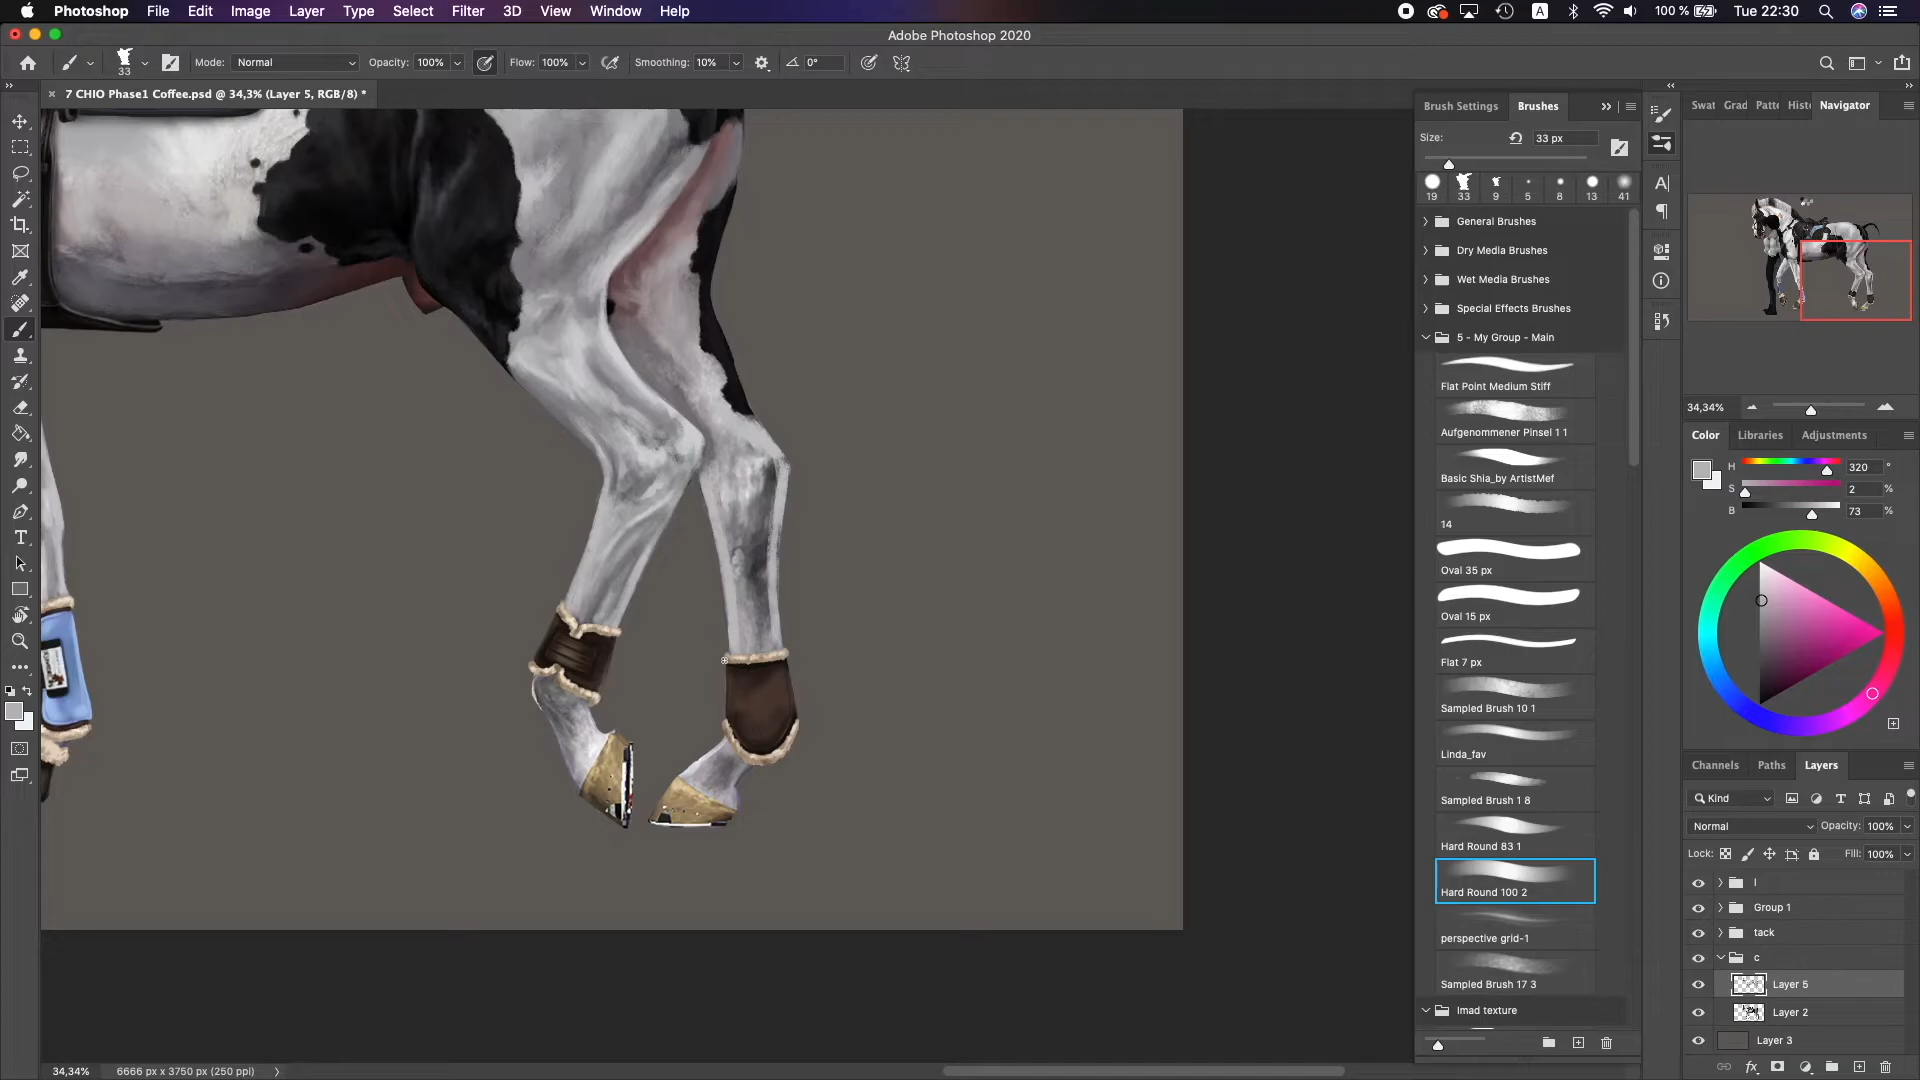 Photoshop File Edit Image Layer Type Select Filter 3D View Window Help
A 100 % Tue 22:30
Adobe Photoshop 2020
33 Mode: Normal Opacity: 100% Flow: 100% Smoothing: 10% 0°
7 CHIO Phase1 Coffee.psd @ 34,3% (Layer 5, RGB/8) *
Brush Settings Brushes
Size: 33 px
19 33 9 5 8 13 41
General Brushes
Dry Media Brushes
Wet Media Brushes
Special Effects Brushes
5 - My Group - Main
Flat Point Medium Stiff
Aufgenommener Pinsel 1 1
Basic Shia_by ArtistMef
14
Oval 35 px
Oval 15 px
Flat 7 px
Sampled Brush 10 1
Linda_fav
Sampled Brush 1 8
Hard Round 83 1
Hard Round 100 2
perspective grid-1
Sampled Brush 17 3
Imad texture
Swat Grad Patte Histo Navigator
34,34%
Color Libraries Adjustments
H 320 °
S 2 %
B 73 %
Channels Paths Layers
Kind
Normal Opacity: 100%
Lock: Fill: 100%
l
Group 1
tack
c
Layer 5
Layer 2
Layer 3
34,34% 6666 px x 3750 px (250 ppi)